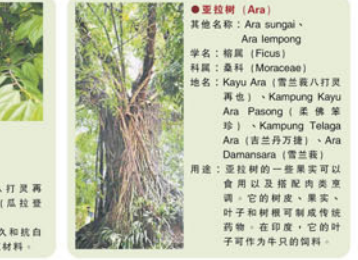 ●亚拉树 (Ara)
其他名称：Ara sungai、
Ara lempong
学名：榕属 (Ficus)
科属：桑科 (Moraceae)
地名：Kayu Ara (雪兰莪八打灵
再也)、Kampung Kayu
Ara Pasong (柔佛笨
珍)、Kampung Telaga
Ara (吉兰丹万捷)、Ara
Damansara (雪兰莪)
用途：亚拉树的一些果实可以
食用以及搭配肉类烹
调。它的树皮、果实、
叶子和树根可制成传统
药物。在印度，它的叶
子可作为牛只的饲料。
八打灵再
(瓜拉登
久和抗白
材料。